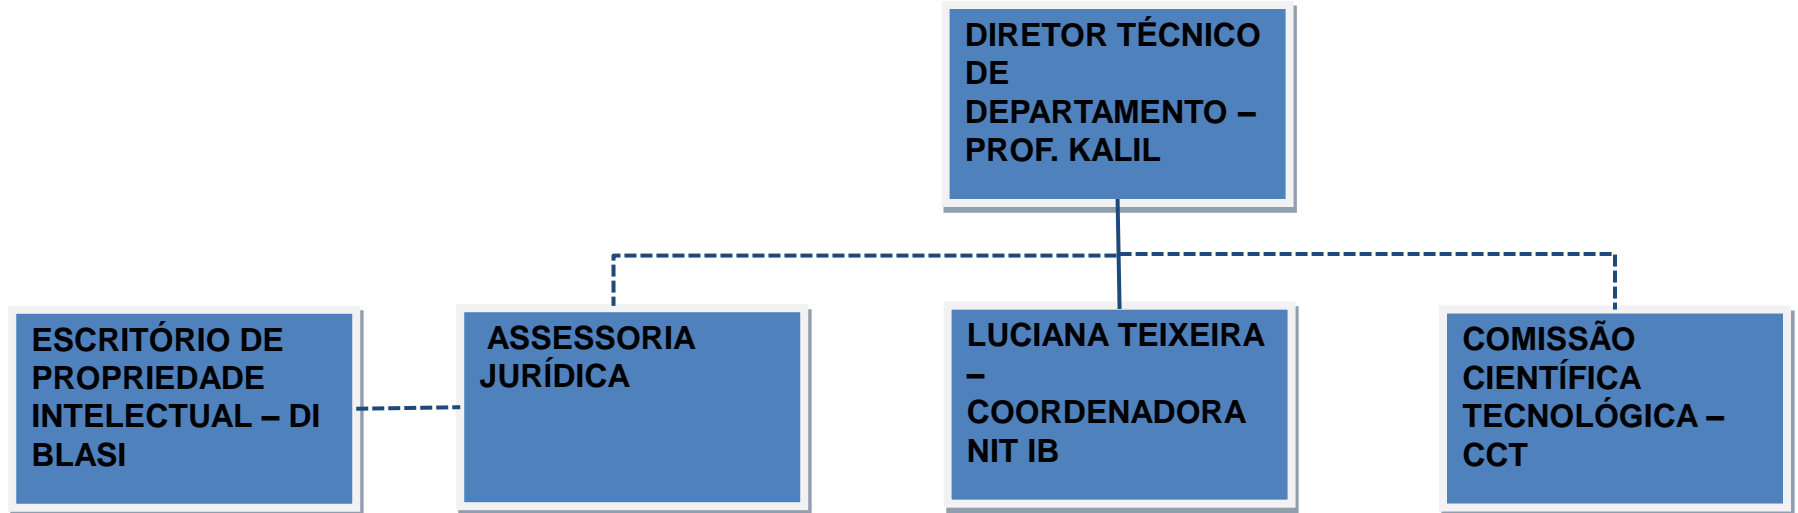 DIRETOR TÉCNICO
DE
DEPARTAMENTO –
PROF. KALIL
ESCRITÓRIO DE
PROPRIEDADE
INTELECTUAL – DI
BLASI
ASSESSORIA
JURÍDICA
LUCIANA TEIXEIRA
–
COORDENADORA
NIT IB
COMISSÃO
CIENTÍFICA
TECNOLÓGICA –
CCT